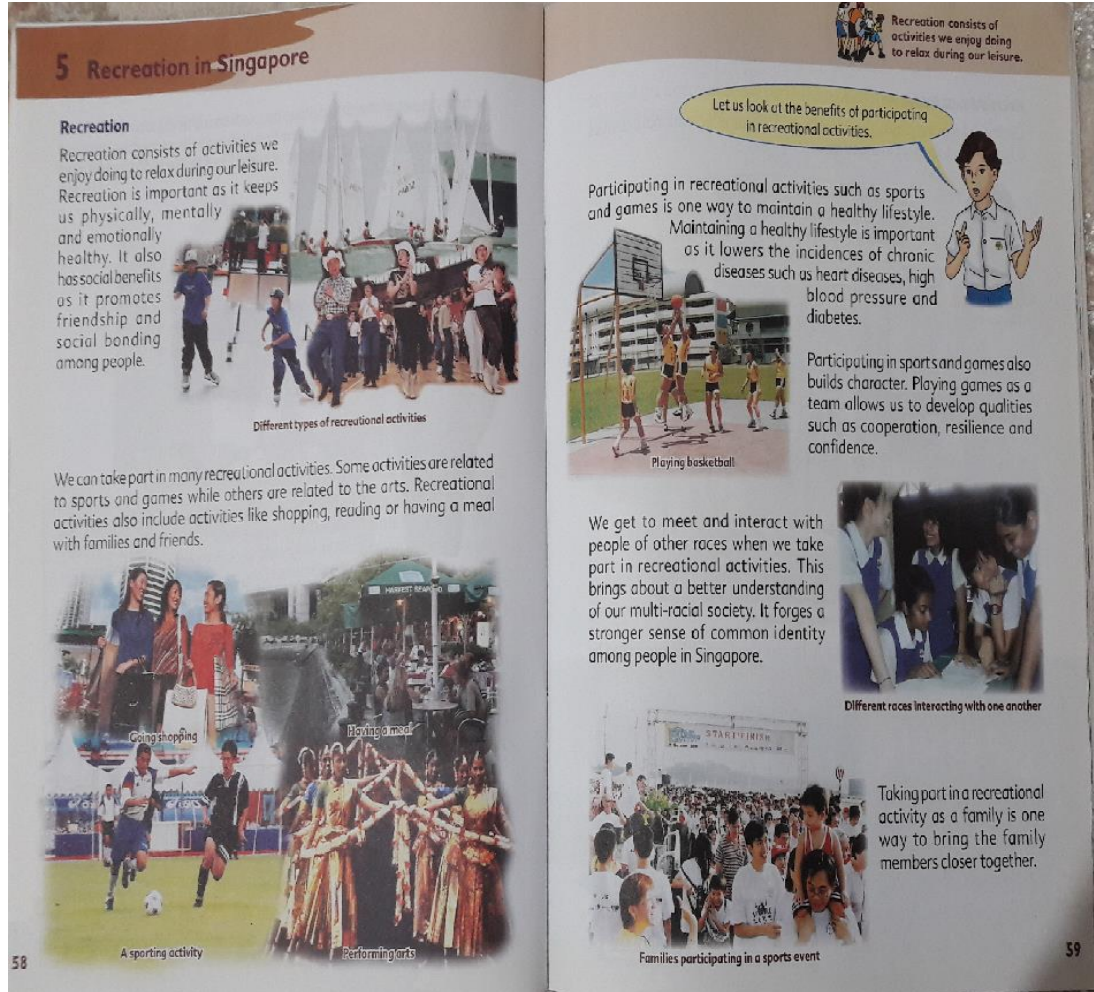 5 Recreation in Singapore
Recreation
Recreation consists of activities we
enjoy doing to relax during our leisure.
Recreation is important as it keeps
us physically, mentally
and emotionally
healthy. It also
has social benefits
as it promotes
friendship and
social bonding
among people.
Different types of recreational activities
We can take part in many recreational activities. Some activities are related
to sports and games while others are related to the arts. Recreational
activities also include activities like shopping, reading or having a meal
with families and friends.
HARVEST SEAFOOD
Going shopping
Having a meal
A sporting activity
Performing arts
58
Recreation consists of
activities we enjoy doing
to relax during our leisure.
Let us look at the benefits of participating
in recreational activities.
Participating in recreational activities such as sports
and games is one way to maintain a healthy lifestyle.
Maintaining a healthy lifestyle is important
as it lowers the incidences of chronic
diseases such as heart diseases, high
blood pressure and
diabetes.
Playing basketball
Participating in sports and games also
builds character. Playing games as a
team allows us to develop qualities
such as cooperation, resilience and
confidence.
We get to meet and interact with
people of other races when we take
part in recreational activities. This
brings about a better understanding
of our multi-racial society. It forges a
stronger sense of common identity
among people in Singapore.
Different races interacting with one another
START/FINISH
Taking part in a recreational
activity as a family is one
way to bring the family
members closer together.
Families participating in a sports event
59